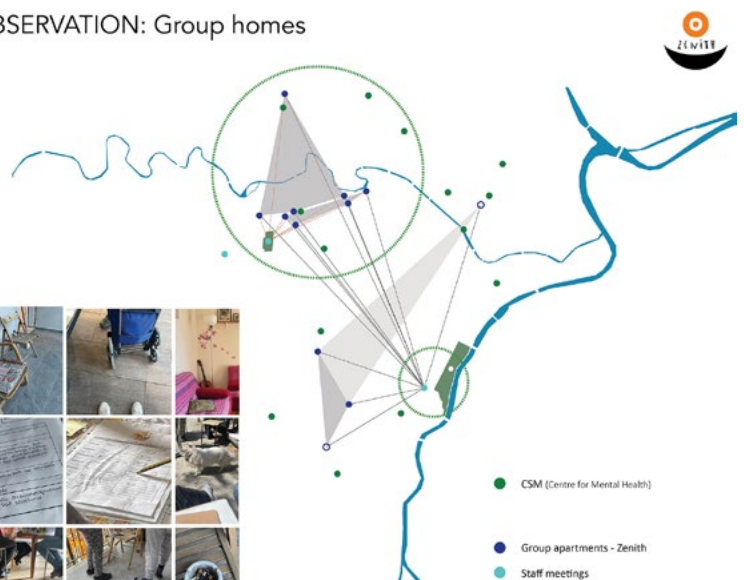 BSERVATION: Group homes
ZENITH
CSM (Centre for Mental Health)
Group apartments - Zenith
Staff meetings